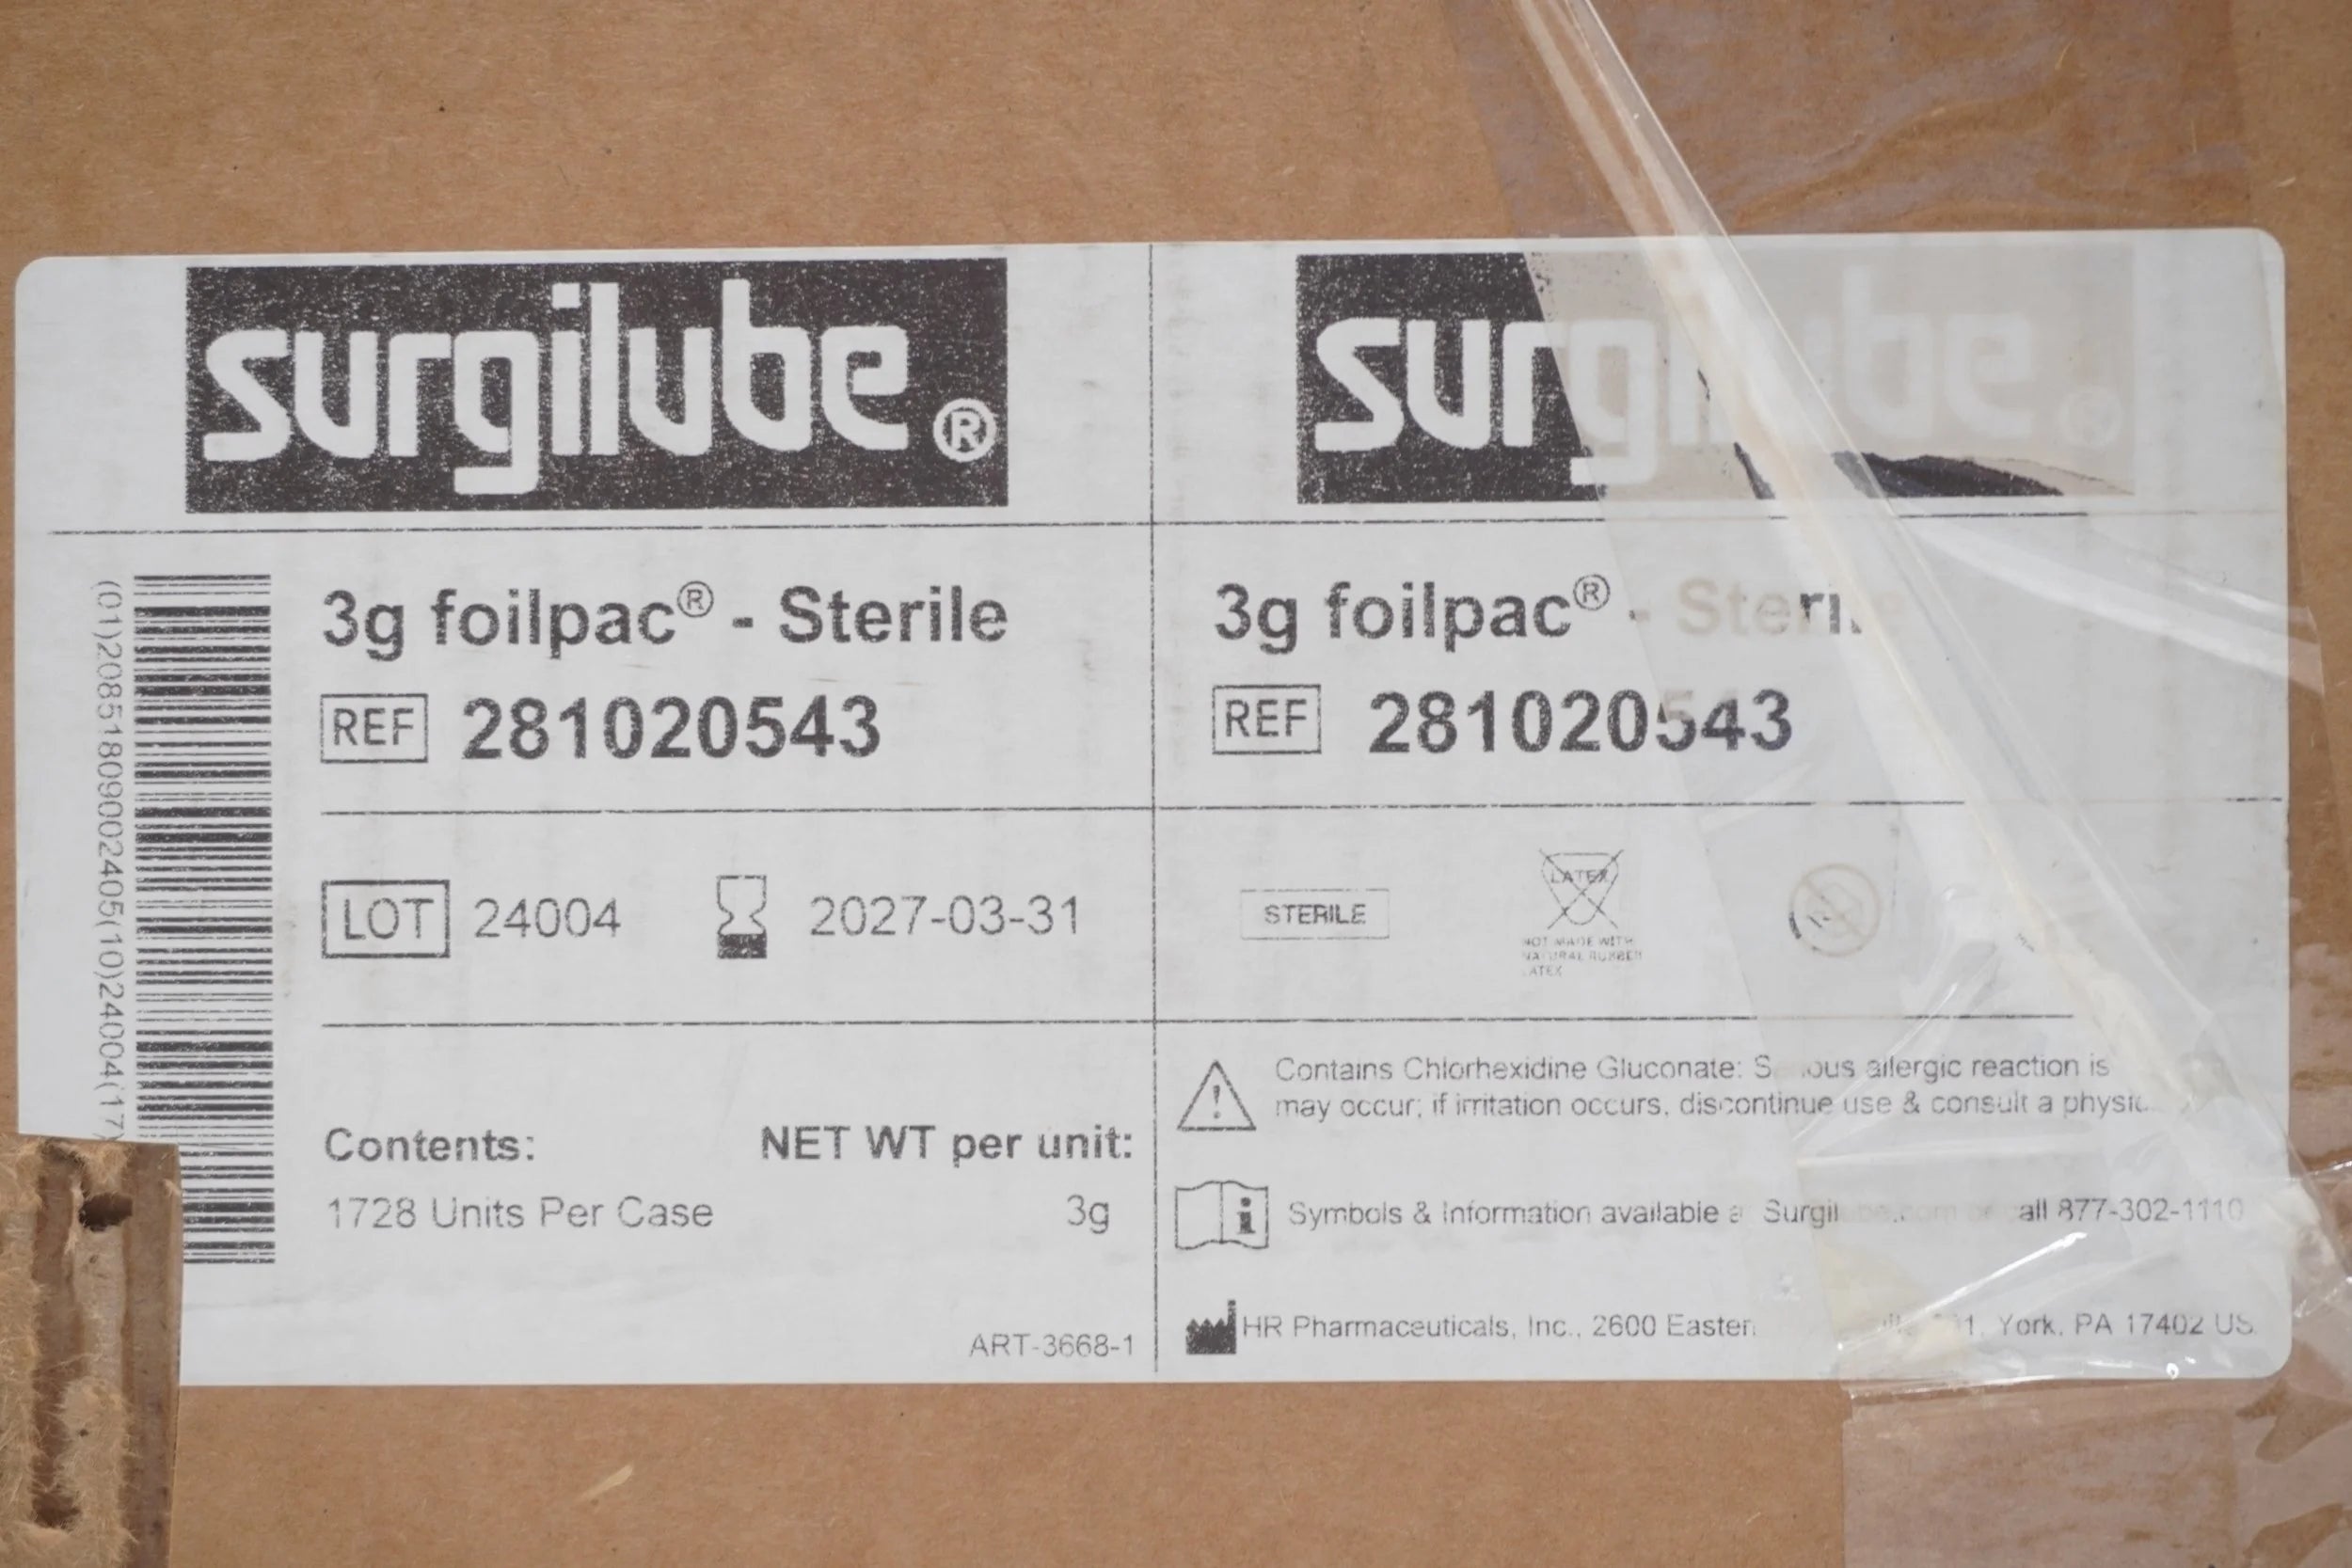 surgilube®
3g foilpac® - Sterile
REF 281020543
LOT 24004 2027-03-31
Contents: NET WT per unit:
1728 Units Per Case 3g
ART-3668-1
(01)20851809002405(10)24004(17)
surgilube®
3g foilpac® -
REF 281020543
STERILE
LATEX
NOT MADE WITH
NATURAL RUBBER
LATEX
Contains Chlorhexidine Gluconate: allergic reaction is
may occur; if irritation occurs, discontinue use & consult a
Symbols & Information available 877-302-1110
HR Pharmaceuticals, Inc., 2600 York, PA 17402